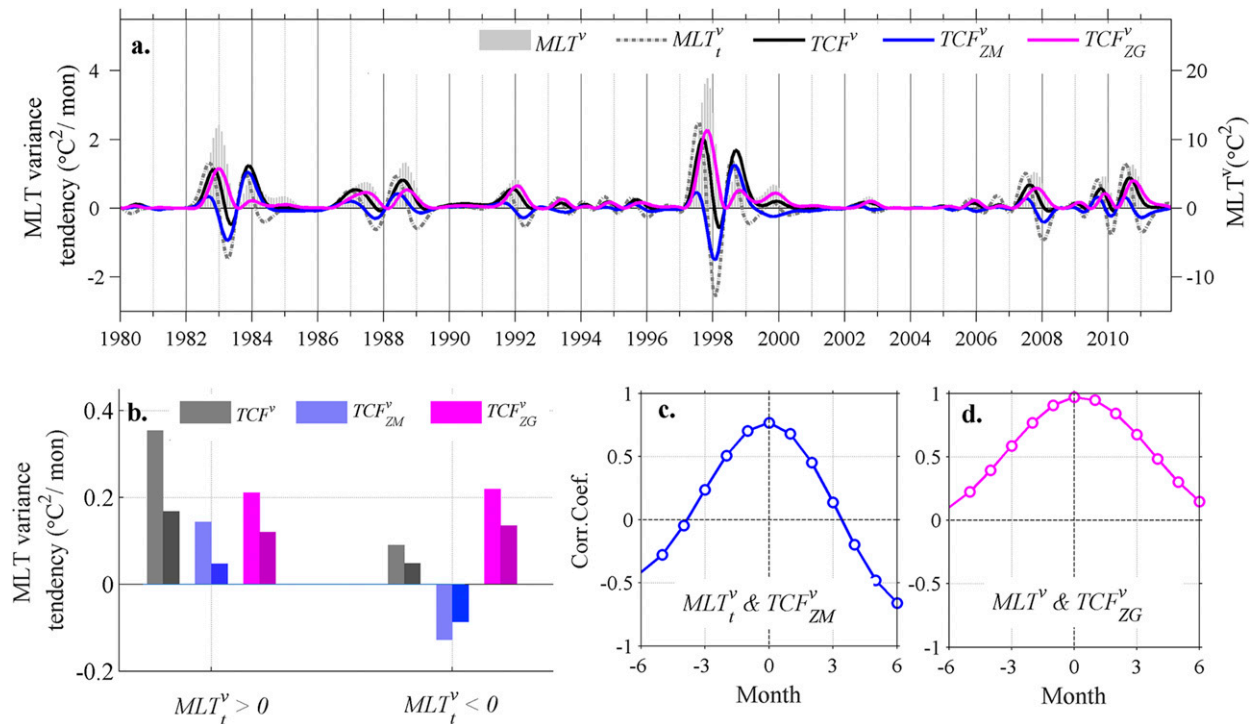 a.
MLT^v MLT_t^v TCF^v TCF_ZM^v TCF_ZG^v
MLT variance
tendency (°C²/ mon)
4
2
0
-2
20
10
0
-10
MLT^v(°C²)
1980 1982 1984 1986 1988 1990 1992 1994 1996 1998 2000 2002 2004 2006 2008 2010
b.
TCF^v TCF_ZM^v TCF_ZG^v
MLT variance
tendency (°C²/ mon)
0.4
0.2
0
-0.2
MLT_t^v > 0 MLT_t^v < 0
c.
Corr.Coef.
1
0.5
0
-0.5
-1
MLT_t^v & TCF_ZM^v
-6 -3 0 3 6
Month
d.
1
0.5
0
-0.5
-1
MLT^v & TCF_ZG^v
-6 -3 0 3 6
Month